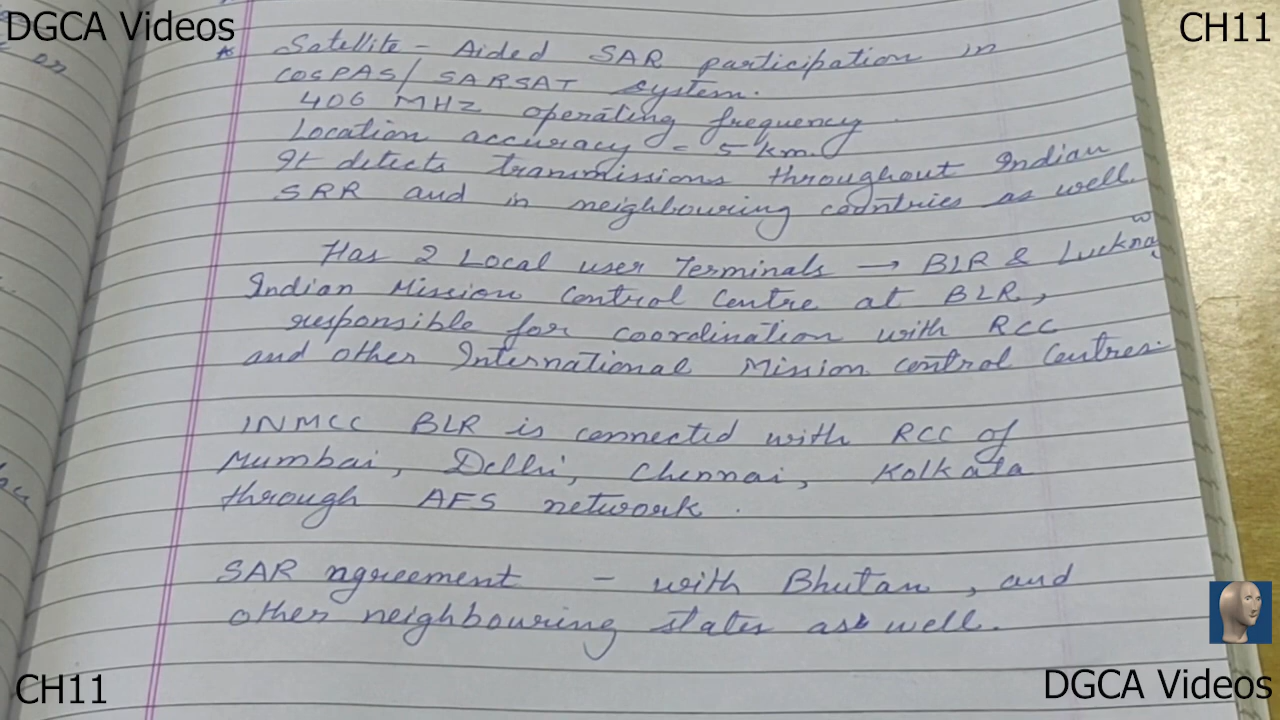 DGCA Videos
CH11
* Satellite - Aided SAR participation in
COSPAS/SARSAT system.
406 MHZ operating frequency
Location accuracy = 5 km.
It detects transmissions throughout Indian
SRR and in neighbouring countries as well.
Has 2 Local user Terminals → BLR & Lucknow
Indian Mission Control Centre at BLR,
responsible for coordination with RCC
and other International Mission control Centres.
INMCC BLR is connected with RCC of
Mumbai, Delhi, Chennai, Kolkata
through AFS network.
SAR agreement - with Bhutan, and
other neighbouring states as well.
CH11
DGCA Videos